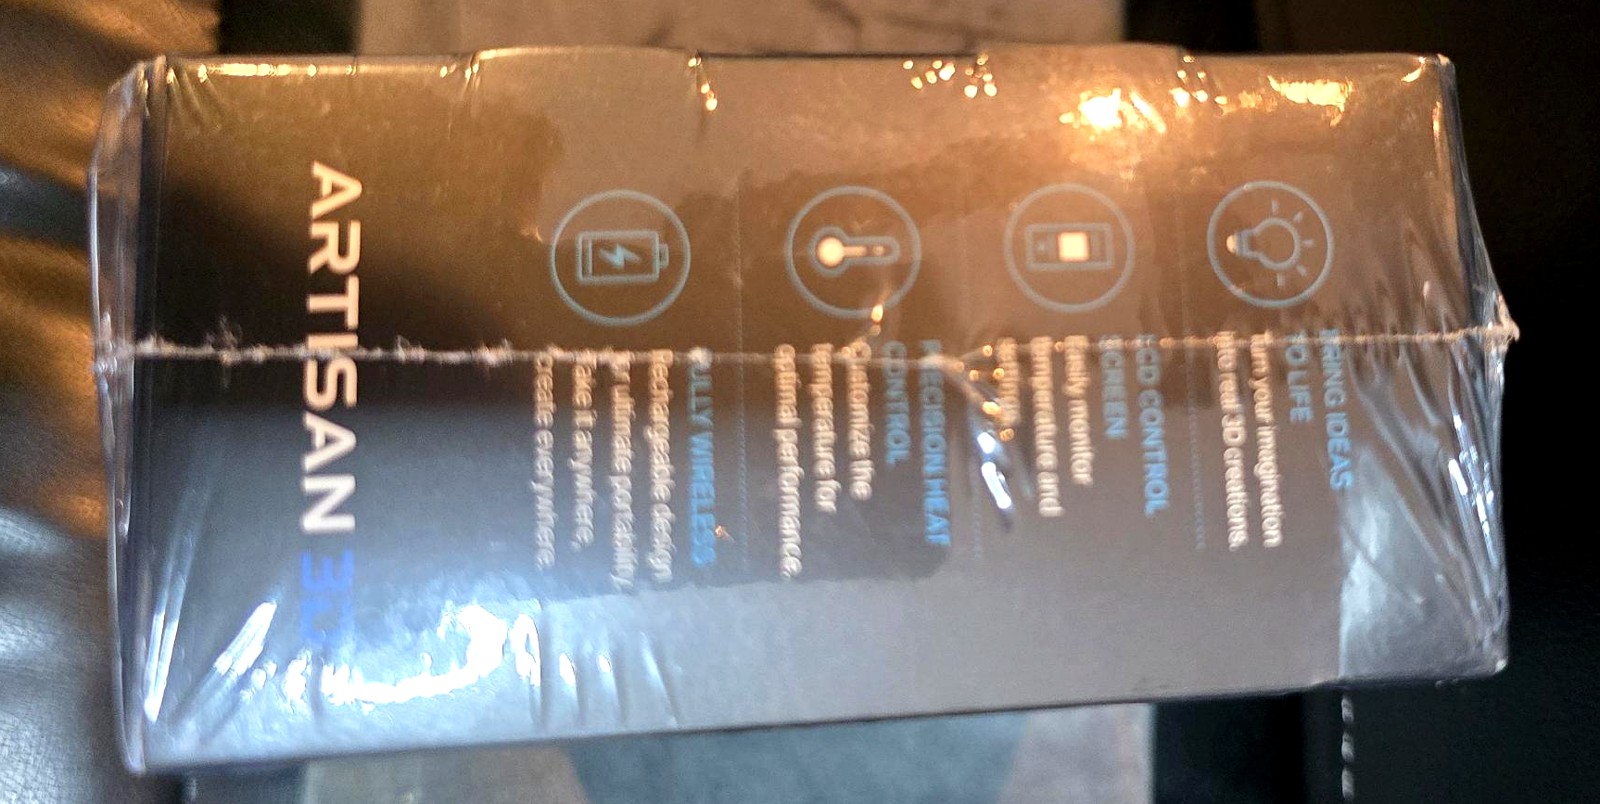 BRING IDEAS
TO LIFE
Turn your imagination
into real 3D creations.
LCD CONTROL
SCREEN
Easily monitor
temperature and
PRECISION HEAT
CONTROL
Customize the
temperature for
optimal performance.
FULLY WIRELESS
Rechargeable design
for ultimate portability.
Take it anywhere,
create everywhere.
ARTISAN 3D